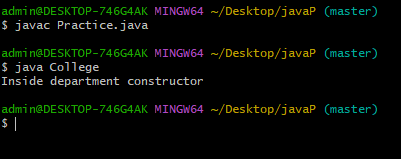 admin@DESKTOP-746G4AK MINGW64 ~/Desktop/javaP (master)
$ javac Practice.java
admin@DESKTOP-746G4AK MINGW64 ~/Desktop/javaP (master)
$ java College
Inside department constructor
admin@DESKTOP-746G4AK MINGW64 ~/Desktop/javaP (master)
$